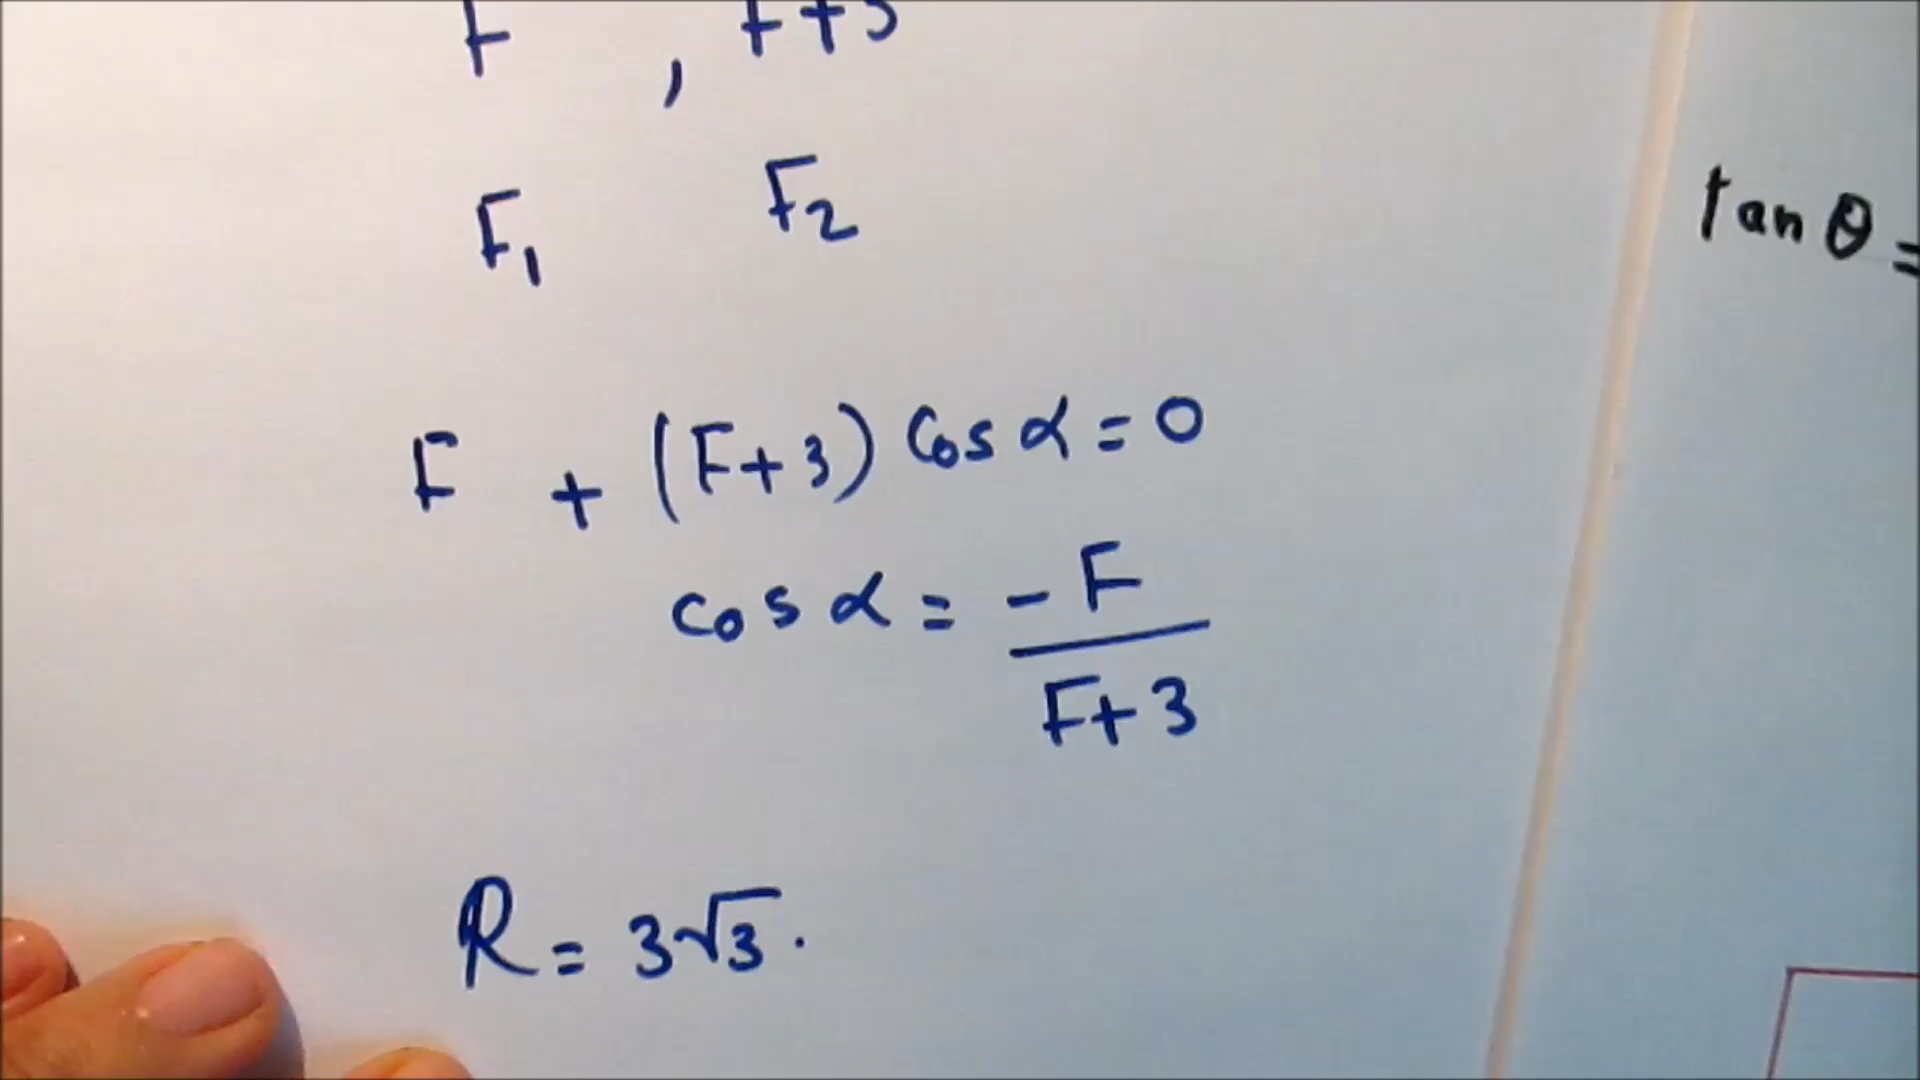 F , F+3
F₁ F₂
tan θ =
F + (F+3) cos α = 0
cos α = -F / F+3
R = 3√3.